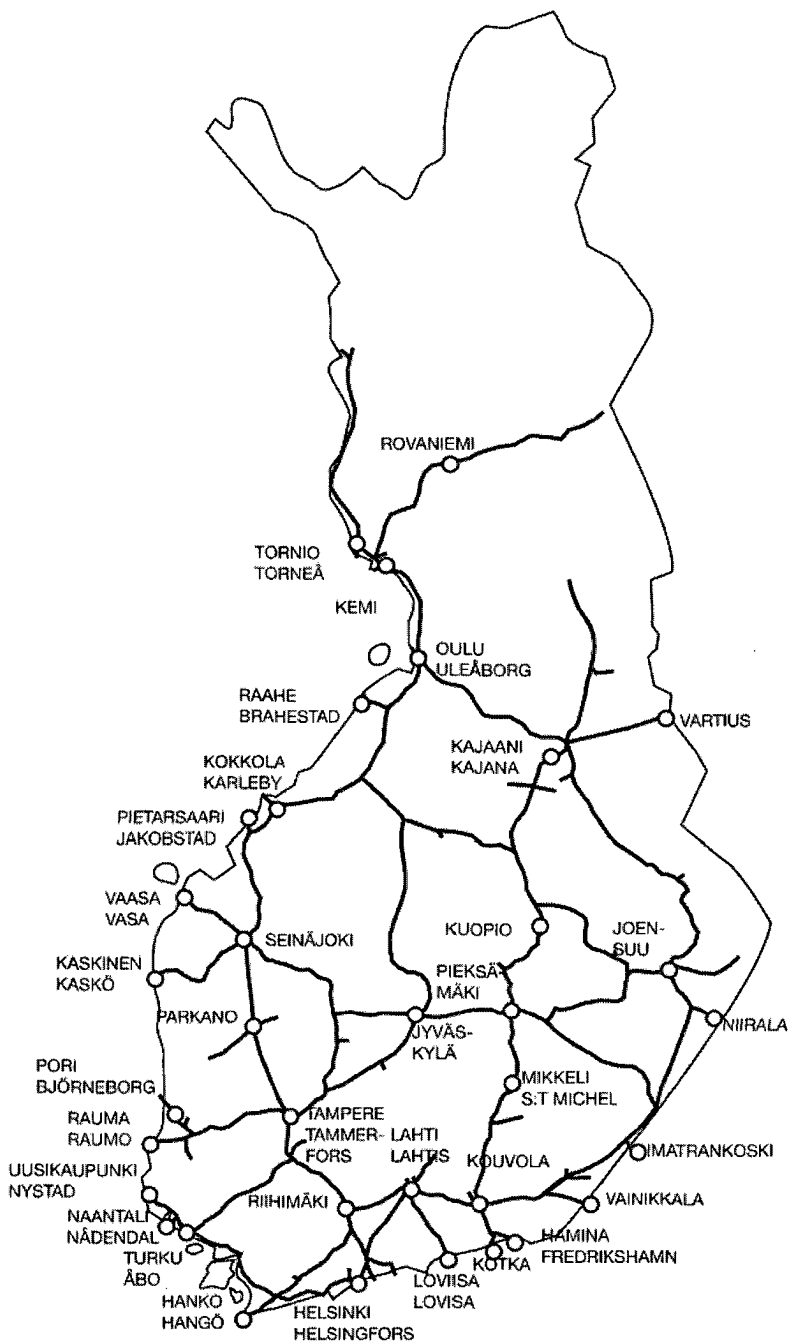 ROVANIEMI
TORNIO
TORNEÅ
KEMI
OULU
ULEÅBORG
RAAHE
BRAHESTAD
VARTIUS
KAJAANI
KAJANA
KOKKOLA
KARLEBY
PIETARSAARI
JAKOBSTAD
VAASA
VASA
SEINÄJOKI
KUOPIO
JOEN-
SUU
KASKINEN
KASKÖ
PIEKSÄ
MÄKI
PARKANO
JYVÄS-
KYLÄ
NIIRALA
PORI
BJÖRNEBORG
MIKKELI
S:T MICHEL
RAUMA
RAUMO
TAMPERE
TAMMER-
FORS
LAHTI
LAHTIS
KOUVOLA
IMATRANKOSKI
UUSIKAUPUNKI
NYSTAD
RIIHIMÄKI
VAINIKKALA
NAANTALI
NÅDENDAL
TURKU
ÅBO
HAMINA
FREDRIKSHAMN
KOTKA
LOVIISA
LOVISA
HANKO
HANGÖ
HELSINKI
HELSINGFORS